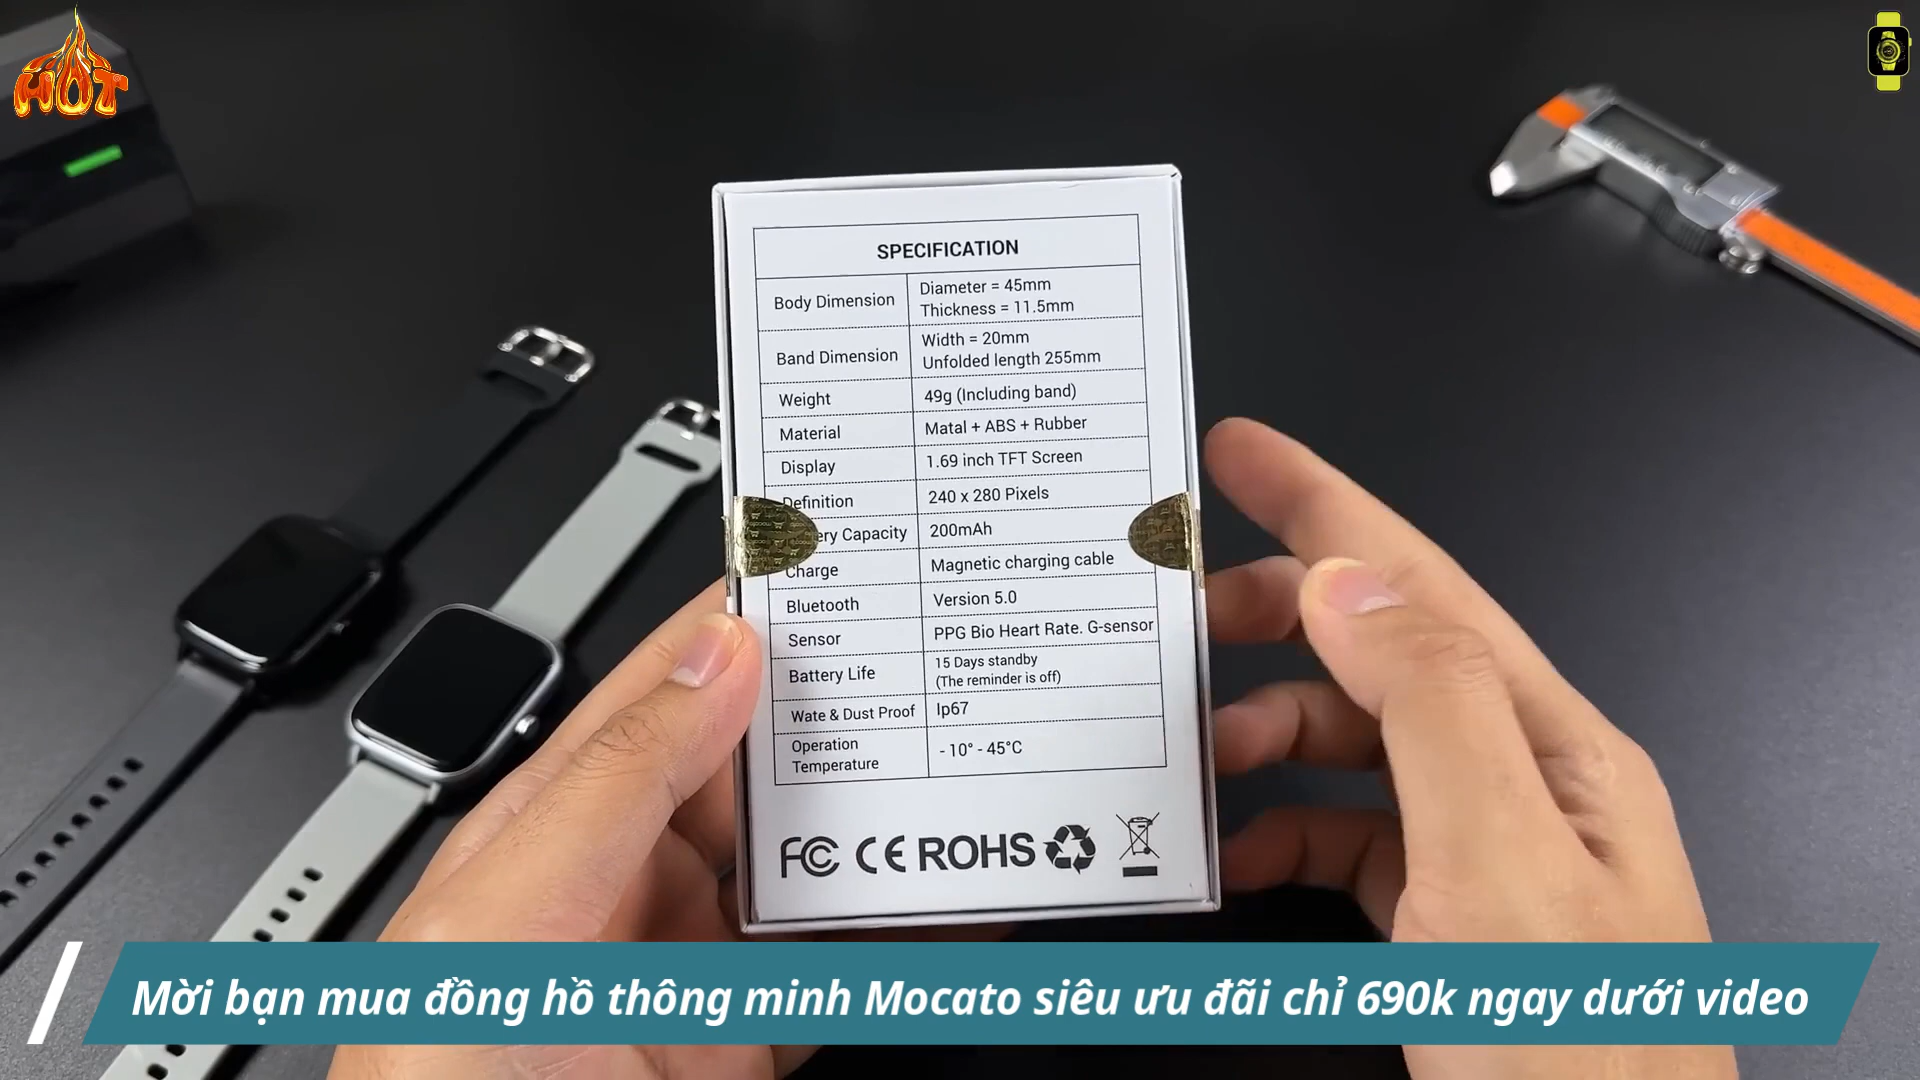 HOT
SPECIFICATION
Body Dimension
Diameter = 45mm
Thickness = 11.5mm
Band Dimension
Width = 20mm
Unfolded length 255mm
Weight
49g (Including band)
Material
Matal + ABS + Rubber
Display
1.69 inch TFT Screen
Definition
240 x 280 Pixels
ery Capacity
200mAh
Charge
Magnetic charging cable
Bluetooth
Version 5.0
Sensor
PPG Bio Heart Rate. G-sensor
Battery Life
15 Days standby
(The reminder is off)
Wate & Dust Proof
Ip67
Operation
Temperature
- 10° - 45°C
FC CE ROHS
Mời bạn mua đồng hồ thông minh Mocato siêu ưu đãi chỉ 690k ngay dưới video